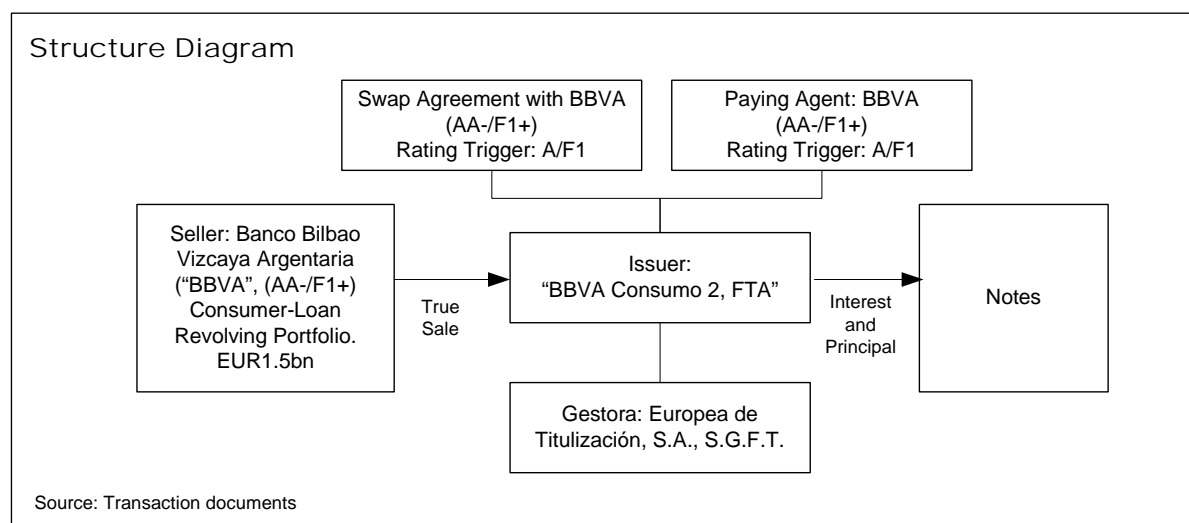 Structure Diagram
Swap Agreement with BBVA
(AA-/F1+)
Rating Trigger: A/F1
Paying Agent: BBVA
(AA-/F1+)
Rating Trigger: A/F1
Seller: Banco Bilbao
Vizcaya Argentaria
(“BBVA”, (AA-/F1+)
Consumer-Loan
Revolving Portfolio.
EUR1.5bn
True
Sale
Issuer:
“BBVA Consumo 2, FTA”
Interest
and
Principal
Notes
Gestora: Europea de
Titulización, S.A., S.G.F.T.
Source: Transaction documents